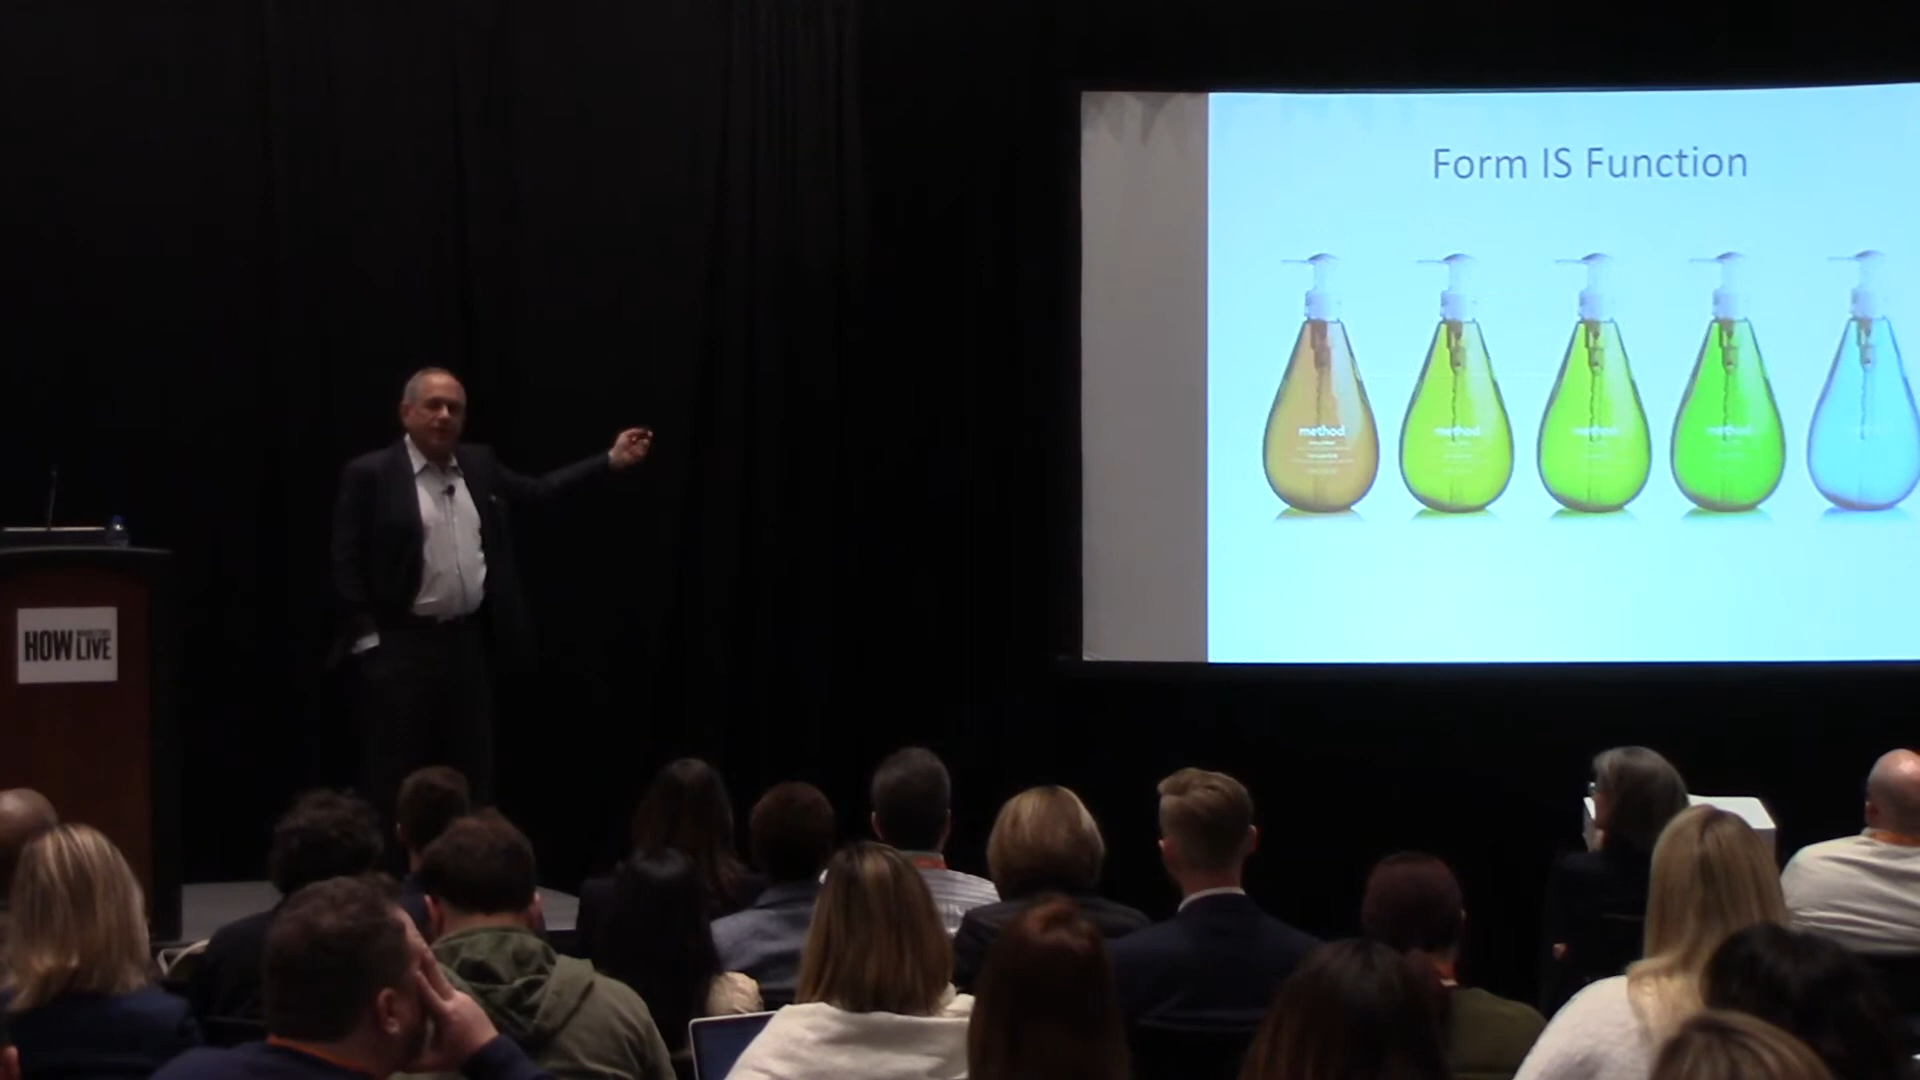 Form IS Function
method
method
method
method
HOW LIVE